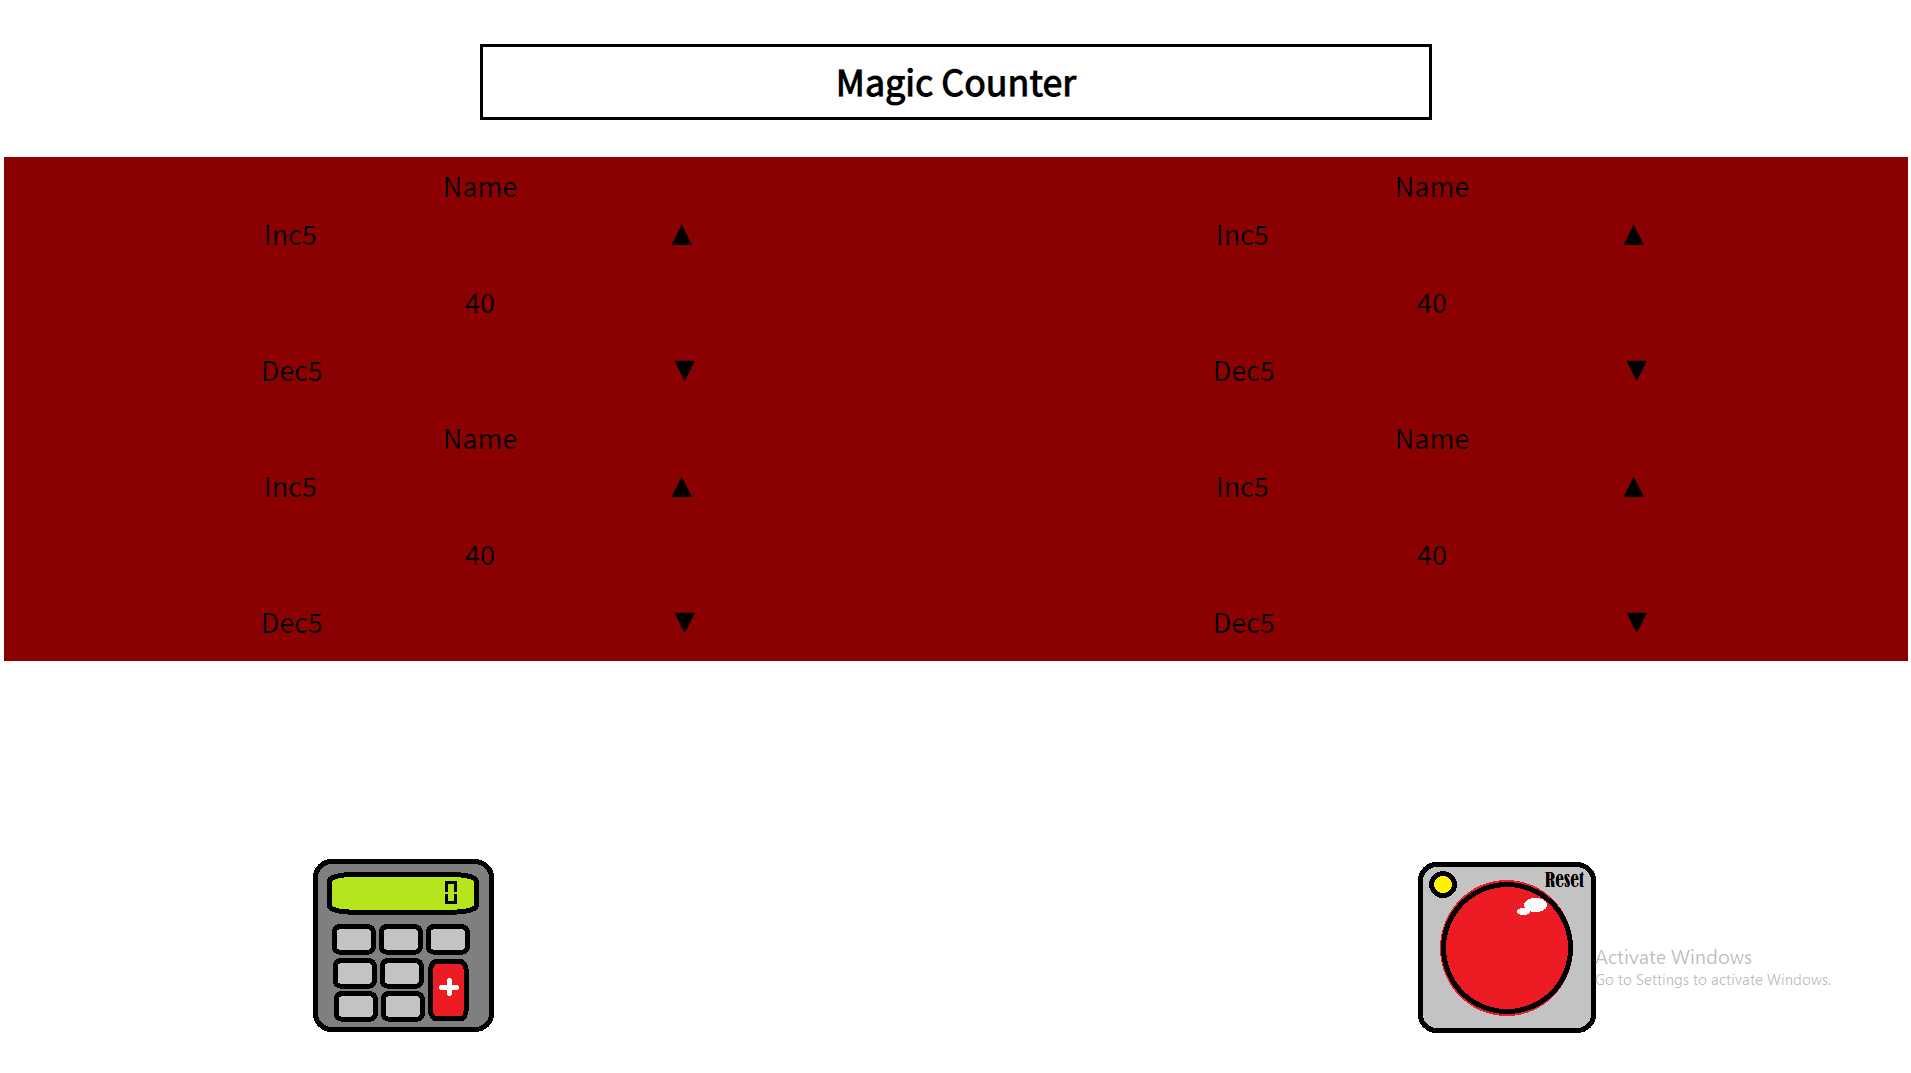 Magic Counter
Name Name
Inc5 ▲ Inc5 ▲
40 40
Dec5 ▼ Dec5 ▼
Name Name
Inc5 ▲ Inc5 ▲
40 40
Dec5 ▼ Dec5 ▼
0
Reset
+
Activate Windows
Go to Settings to activate Windows.